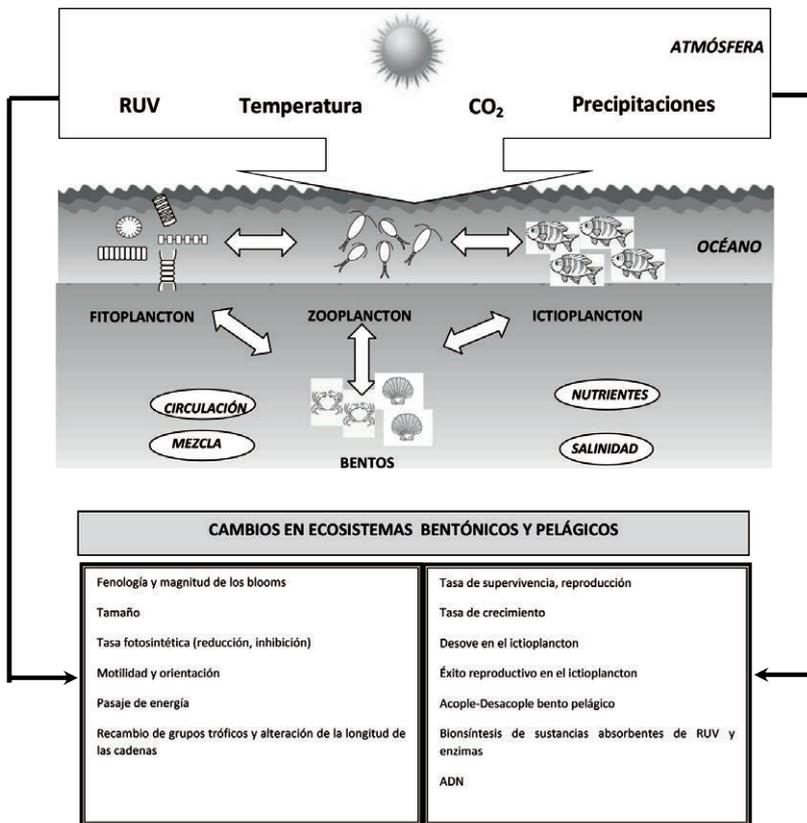 ATMÓSFERA
RUV Temperatura CO₂ Precipitaciones
OCÉANO
FITOPLANCTON ZOOPLANCTON ICTIOPLANCTON
CIRCULACIÓN
MEZCLA
NUTRIENTES
SALINIDAD
BENTOS
CAMBIOS EN ECOSISTEMAS BENTÓNICOS Y PELÁGICOS
Fenología y magnitud de los blooms
Tamaño
Tasa fotosintética (reducción, inhibición)
Motilidad y orientación
Pasaje de energía
Recambio de grupos tróficos y alteración de la longitud de
las cadenas
Tasa de supervivencia, reproducción
Tasa de crecimiento
Desove en el ictioplancton
Éxito reproductivo en el ictioplancton
Acople-Desacople bento pelágico
Bionsíntesis de sustancias absorbentes de RUV y
enzimas
ADN